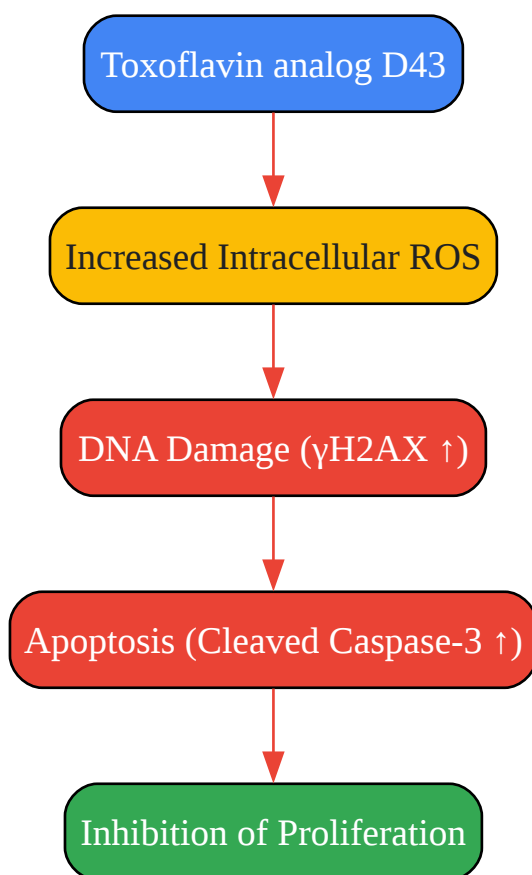 Toxoflavin analog D43
Increased Intracellular ROS
DNA Damage (γH2AX ↑)
Apoptosis (Cleaved Caspase-3 ↑)
Inhibition of Proliferation